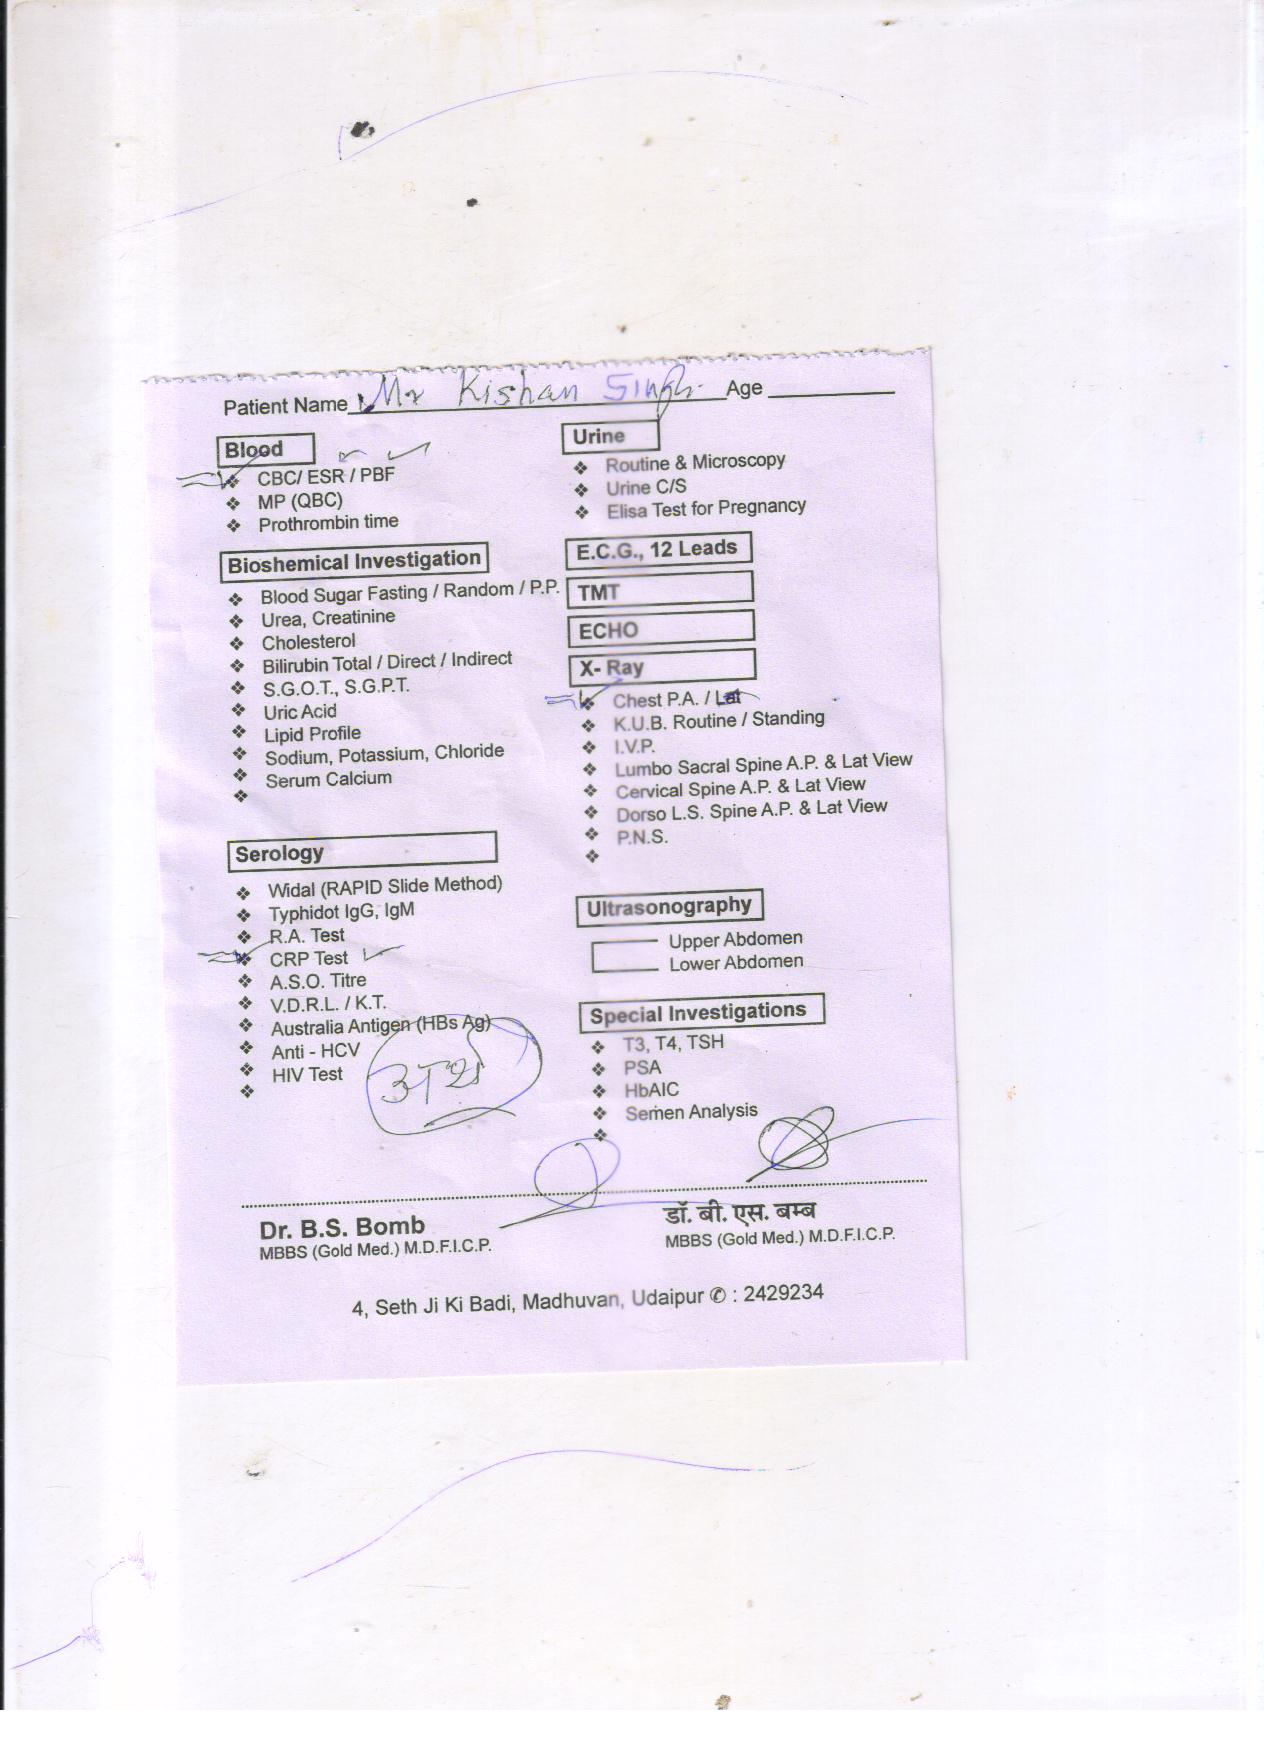 Patient Name Mr Kishan Singh Age
Blood
CBC/ ESR / PBF
MP (QBC)
Prothrombin time
Bioshemical Investigation
Blood Sugar Fasting / Random / P.P.
Urea, Creatinine
Cholesterol
Bilirubin Total / Direct / Indirect
S.G.O.T., S.G.P.T.
Uric Acid
Lipid Profile
Sodium, Potassium, Chloride
Serum Calcium
Serology
Widal (RAPID Slide Method)
Typhidot IgG, IgM
R.A. Test
CRP Test
A.S.O. Titre
V.D.R.L. / K.T.
Australia Antigen (HBs Ag)
Anti - HCV
HIV Test
Urine
Routine & Microscopy
Urine C/S
Elisa Test for Pregnancy
E.C.G., 12 Leads
TMT
ECHO
X- Ray
Chest P.A. / Lat
K.U.B. Routine / Standing
I.V.P.
Lumbo Sacral Spine A.P. & Lat View
Cervical Spine A.P. & Lat View
Dorso L.S. Spine A.P. & Lat View
P.N.S.
Ultrasonography
Upper Abdomen
Lower Abdomen
Special Investigations
T3, T4, TSH
PSA
HbAIC
Semen Analysis
Dr. B.S. Bomb
MBBS (Gold Med.) M.D.F.I.C.P.
डॉ. बी. एस. बम्ब
MBBS (Gold Med.) M.D.F.I.C.P.
4, Seth Ji Ki Badi, Madhuvan, Udaipur ✆ : 2429234